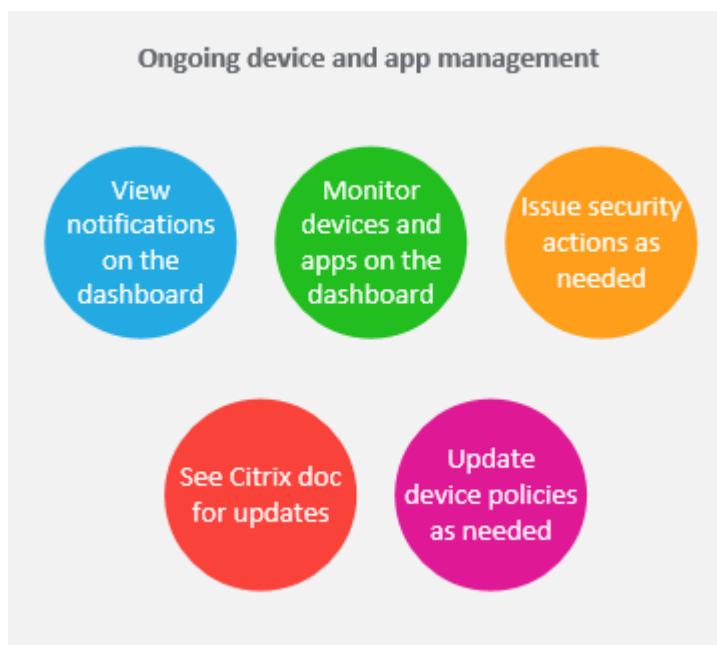 Ongoing device and app management
View
notifications
on the
dashboard
Monitor
devices and
apps on the
dashboard
Issue security
actions as
needed
See Citrix doc
for updates
Update
device policies
as needed